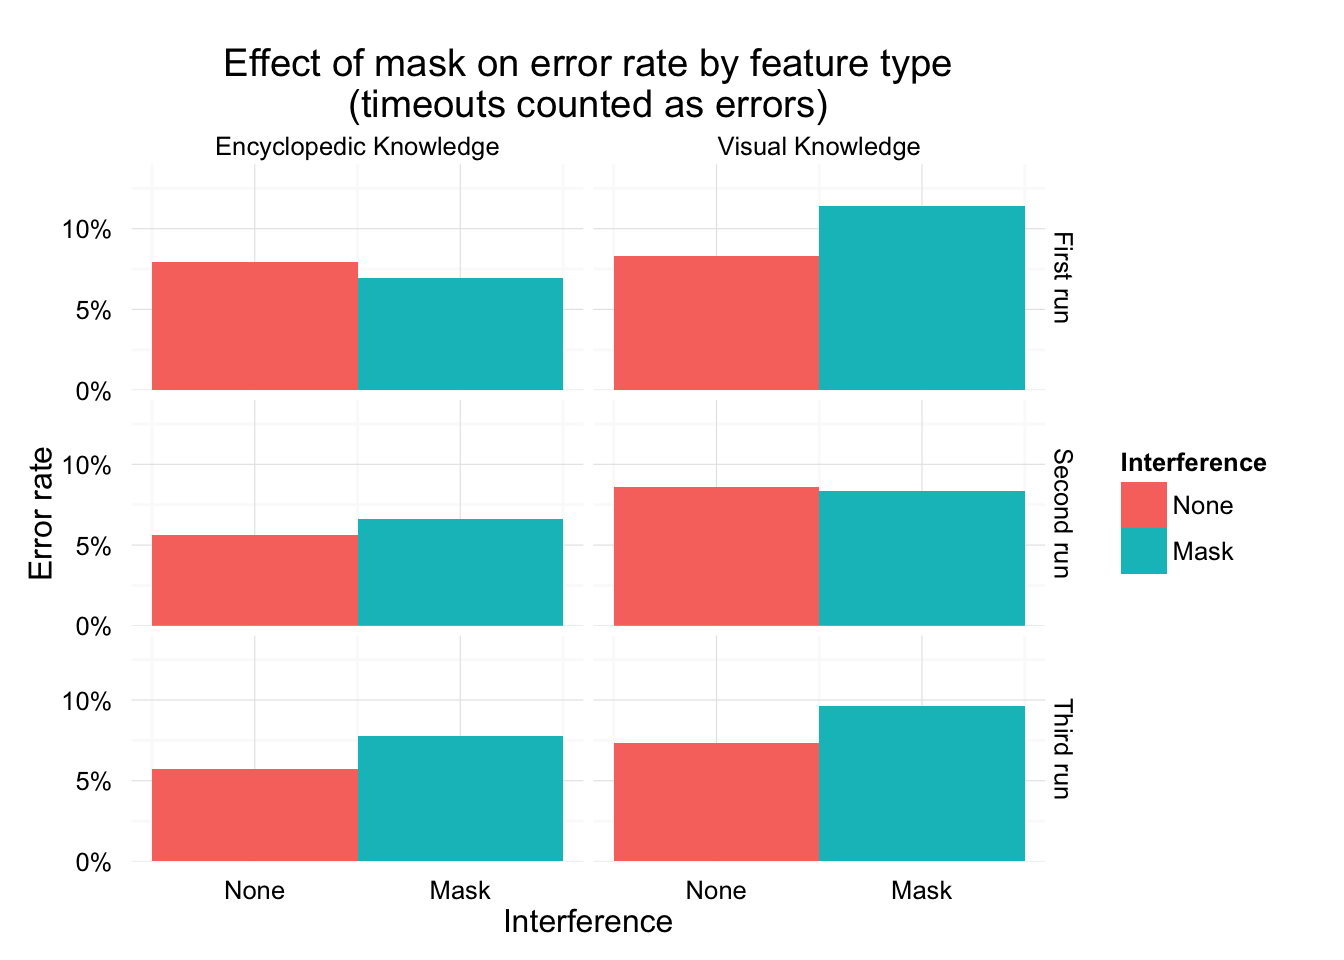 Effect of mask on error rate by feature type
(timeouts counted as errors)
Encyclopedic Knowledge
Visual Knowledge
Error rate
10%
5%
0%
First run
10%
5%
0%
Second run
10%
5%
0%
Third run
None
Mask
None
Mask
Interference
Interference
None
Mask